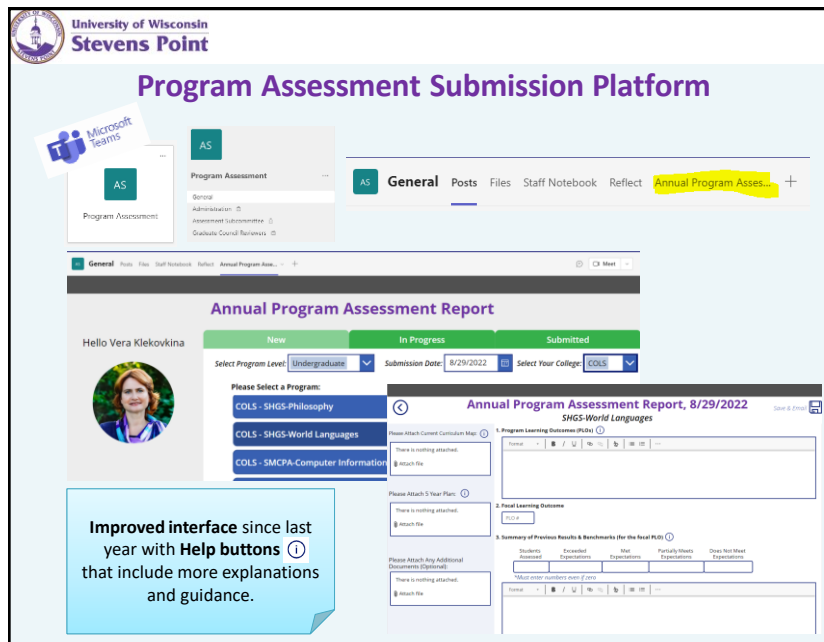 University of Wisconsin
Stevens Point
Program Assessment Submission Platform
Microsoft
Teams
AS
Program Assessment
AS
Program Assessment
General
Administration
Assessment Subcommittee
Graduate Council Reviewers
AS
General Posts Files Staff Notebook Reflect Annual Program Asses...
General Posts Files Staff Notebook Reflect Annual Program Asse...
Meet
Annual Program Assessment Report
Hello Vera Klekovkina
New In Progress Submitted
Select Program Level: Undergraduate Submission Date: 8/29/2022 Select Your College: COLS
Please Select a Program:
COLS - SHGS-Philosophy
COLS - SHGS-World Languages
COLS - SMCPA-Computer Information
Annual Program Assessment Report, 8/29/2022
Save & Email
SHGS-World Languages
Please Attach Current Curriculum Map:
There is nothing attached.
Attach file
Please Attach 5 Year Plan:
There is nothing attached.
Attach file
Please Attach Any Additional
Documents (Optional):
There is nothing attached.
Attach file
1. Program Learning Outcomes (PLOs)
Format B I U
2. Focal Learning Outcome
PLO #
3. Summary of Previous Results & Benchmarks (for the focal PLO)
Students Assessed Exceeded Expectations Met Expectations Partially Meets Expectations Does Not Meet Expectations
*Must enter numbers even if zero
Format B I U
Improved interface since last
year with Help buttons
that include more explanations
and guidance.